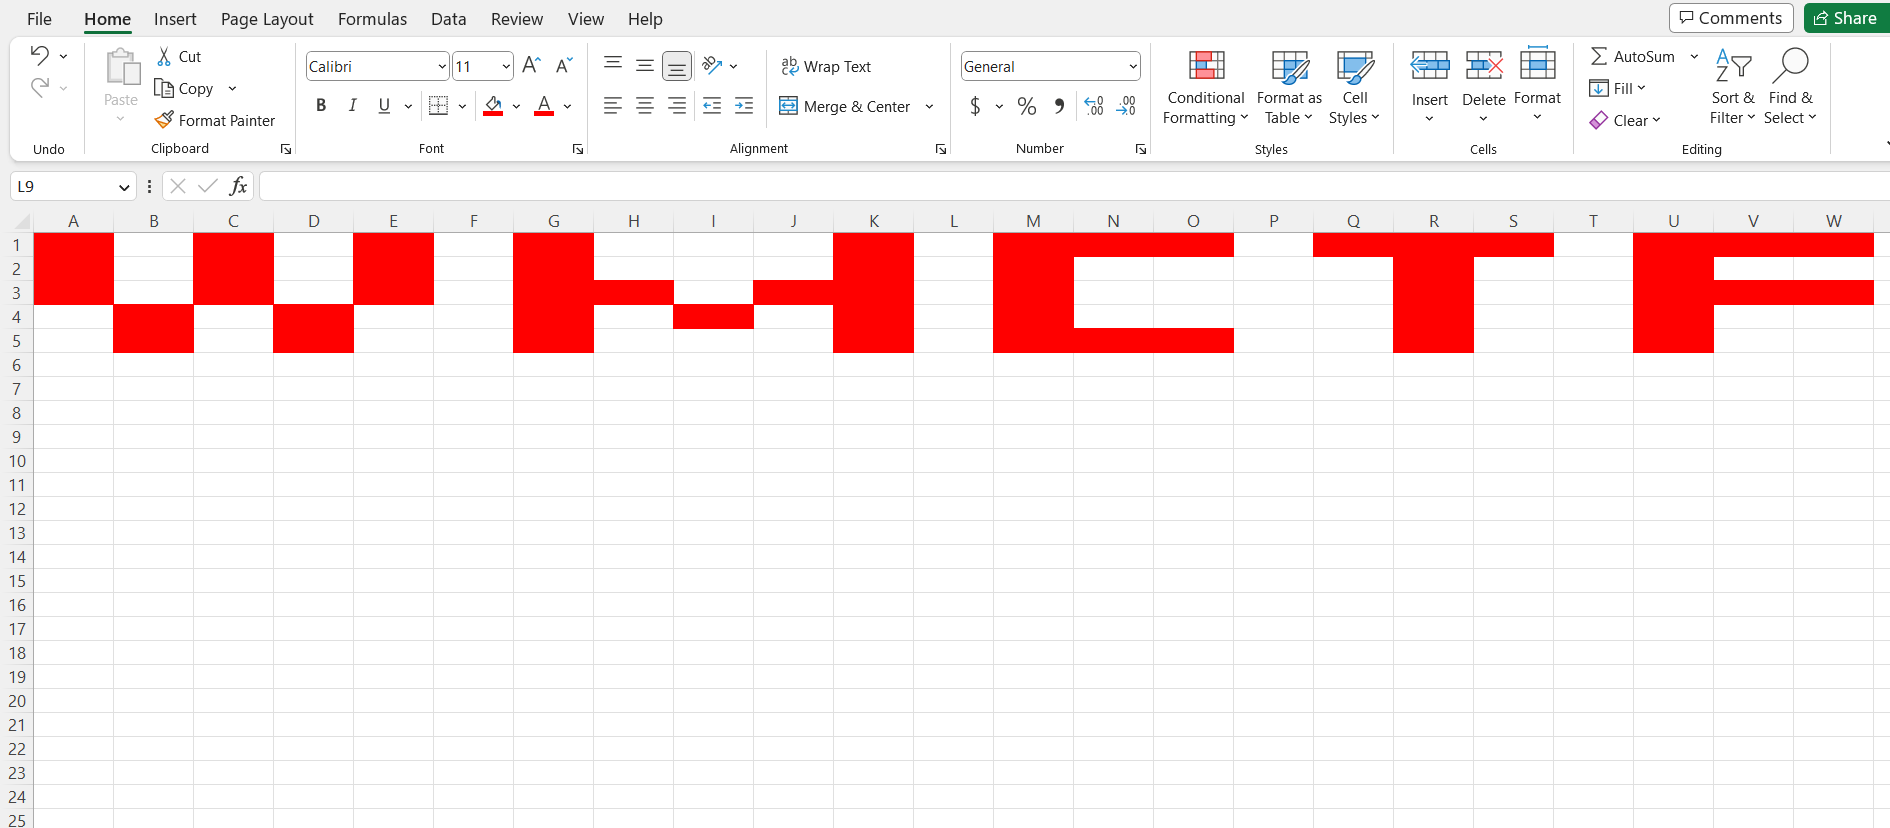 File Home Insert Page Layout Formulas Data Review View Help Comments Share
Cut
Calibri 11 Wrap Text General AutoSum
Paste Copy Conditional Formatting Format as Table Cell Styles Insert Delete Format Fill Sort & Filter Find & Select
B I U A Merge & Center $ % 9 .00 .00
Format Painter Clear
Undo Clipboard Font Alignment Number Styles Cells Editing
L9 fx
A B C D E F G H I J K L M N O P Q R S T U V W
WMCTF
1
2
3
4
5
6
7
8
9
10
11
12
13
14
15
16
17
18
19
20
21
22
23
24
25